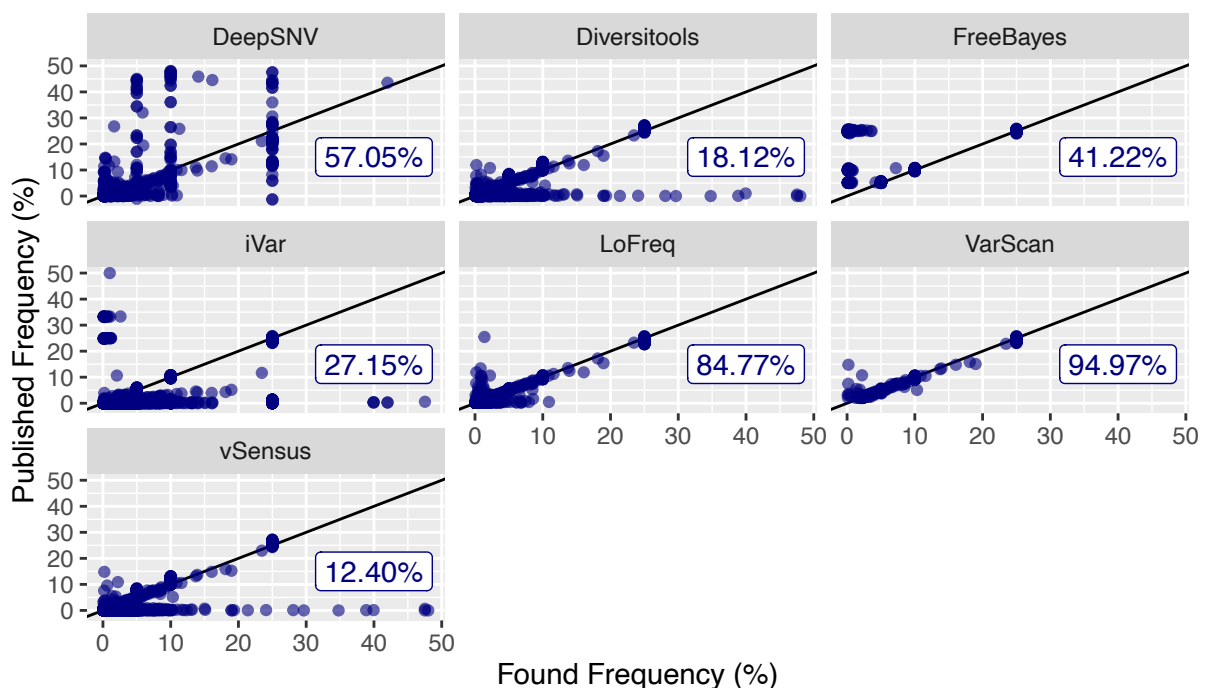 DeepSNV
Diversitools
FreeBayes
50
40
30
20
10
0
57.05%
18.12%
41.22%
iVar
LoFreq
VarScan
50
40
30
20
10
0
27.15%
84.77%
94.97%
0 10 20 30 40 50
0 10 20 30 40 50
vSensus
50
40
30
20
10
0
12.40%
0 10 20 30 40 50
Published Frequency (%)
Found Frequency (%)